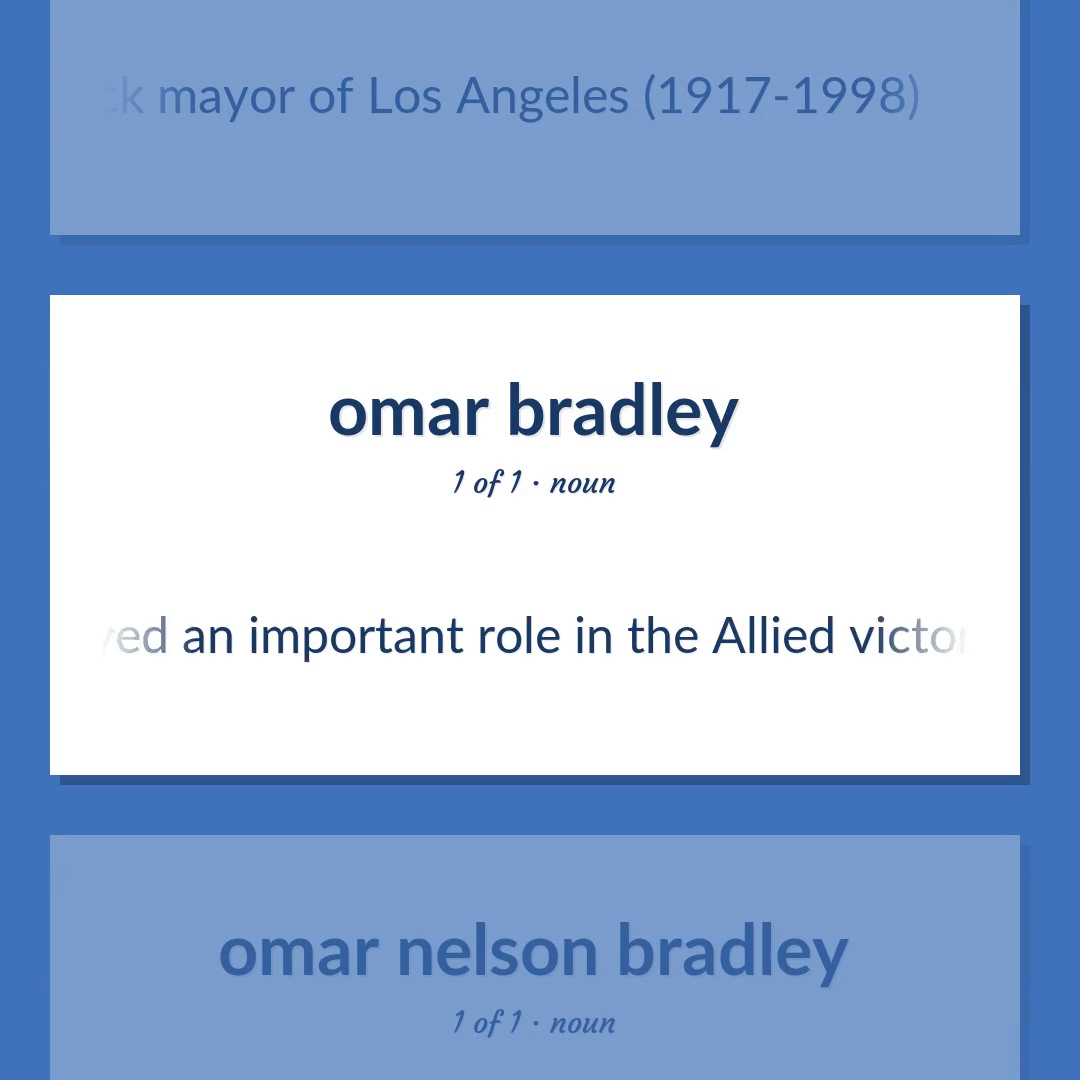 mayor of Los Angeles (1917-1998)
omar bradley
1 of 1 · noun
an important role in the Allied
omar nelson bradley
1 of 1 · noun